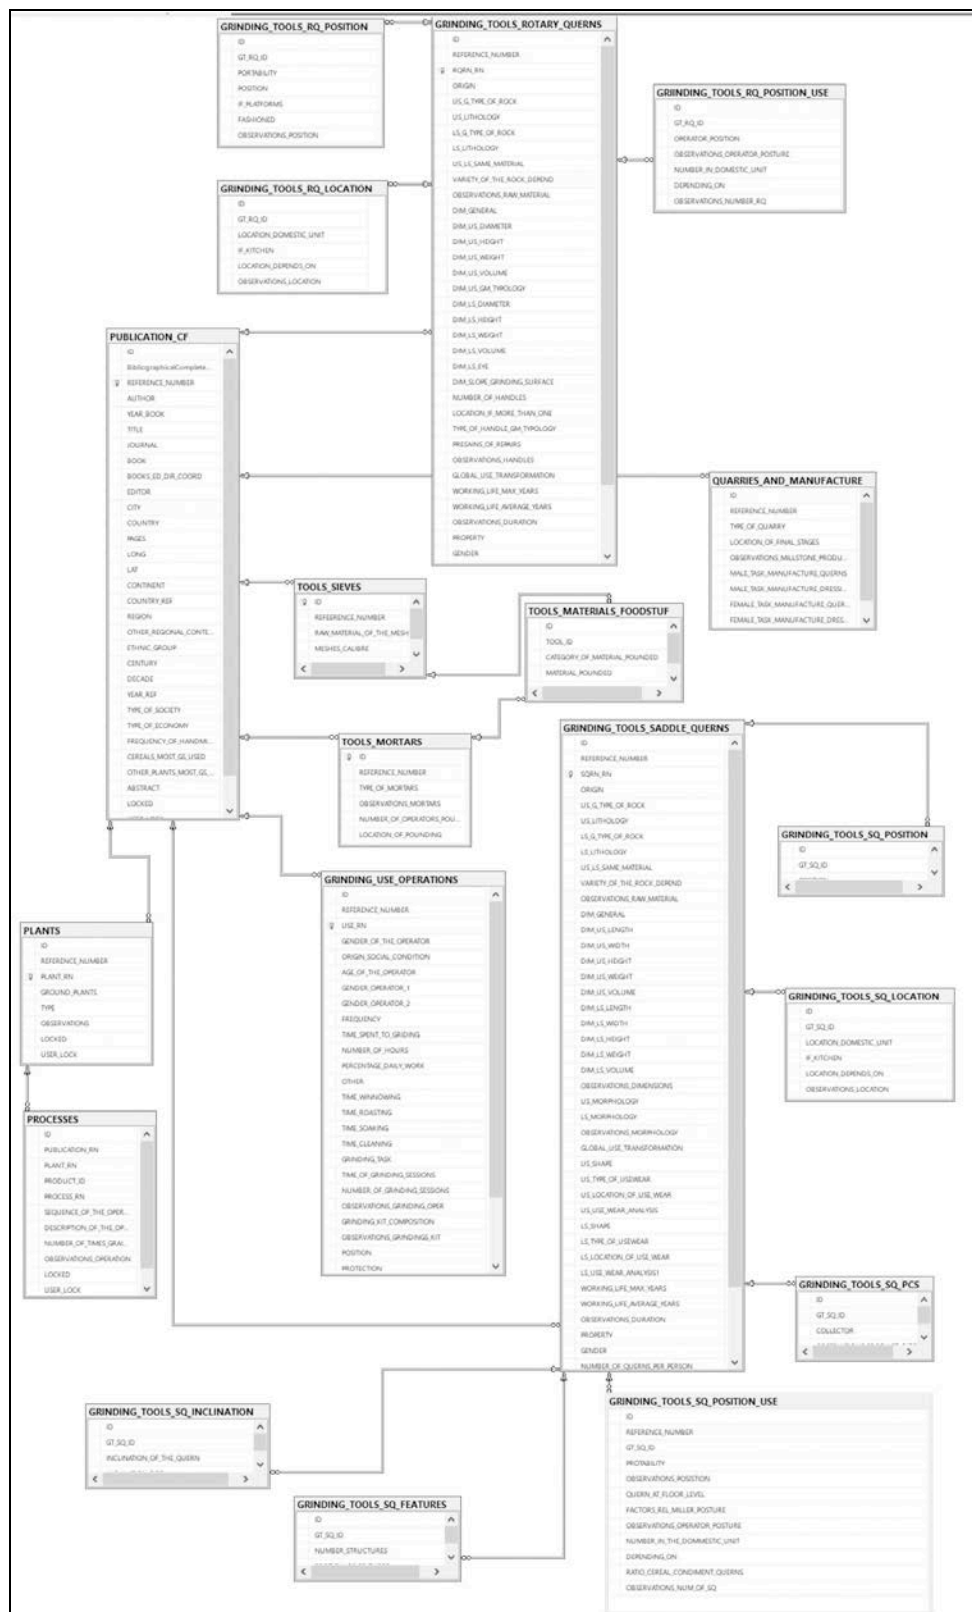 GRINDING_TOOLS_RQ_POSITION
ID
GT_RQ_ID
PORTABILITY
POSITION
IF_PLATFORMS
FASHIONED
OBSERVATIONS_POSITION
GRINDING_TOOLS_ROTARY_QUERNS
ID
REFERENCE_NUMBER
RQRN_RN
ORIGIN
US_G_TYPE_OF_ROCK
US_LITHOLOGY
LS_G_TYPE_OF_ROCK
LS_LITHOLOGY
US_LS_SAME_MATERIAL
VARIETY_OF_THE_ROCK_DEPEND
OBSERVATIONS_RAW_MATERIAL
DIM_GENERAL
DIM_US_DIAMETER
DIM_US_HEIGHT
DIM_US_WEIGHT
DIM_US_VOLUME
DIM_US_GM_TYPOLOGY
DIM_LS_DIAMETER
DIM_LS_HEIGHT
DIM_LS_WEIGHT
DIM_LS_VOLUME
DIM_LS_EYE
DIM_SLOPE_GRINDING_SURFACE
NUMBER_OF_HANDLES
LOCATION_IF_MORE_THAN_ONE
TYPE_OF_HANDLE_GM_TYPOLOGY
PRESAINS_OF_REPAIRS
OBSERVATIONS_HANDLES
GLOBAL_USE_TRANSFORMATION
WORKING_LIFE_MAX_YEARS
WORKING_LIFE_AVERAGE_YEARS
OBSERVATIONS_DURATION
PROPERTY
GENDER
GRIINDING_TOOLS_RQ_POSITION_USE
ID
GT_RQ_ID
OPERATOR_POSITION
OBSERVATIONS_OPERATOR_POSTURE
NUMBER_IN_DOMESTIC_UNIT
DEPENDING_ON
OBSERVATIONS_NUMBER_RQ
GRINDING_TOOLS_RQ_LOCATION
ID
GT_RQ_ID
LOCATION_DOMESTIC_UNIT
IF_KITCHEN
LOCATION_DEPENDS_ON
OBSERVATIONS_LOCATION
PUBLICATION_CF
ID
BibliographicalComplete...
REFERENCE_NUMBER
AUTHOR
YEAR_BOOK
TITLE
JOURNAL
BOOK
BOOKS_ED_DIR_COORD
EDITOR
CITY
COUNTRY
PAGES
LONG
LAT
CONTINENT
COUNTRY_REF
REGION
OTHER_REGIONAL_CONTE...
ETHNIC_GROUP
CENTURY
DECADE
YEAR_REF
TYPE_OF_SOCIETY
TYPE_OF_ECONOMY
FREQUENCY_OF_HANDMI...
CEREALS_MOST_GS_USED
OTHER_PLANTS_MOST_GS_...
ABSTRACT
LOCKED
QUARRIES_AND_MANUFACTURE
ID
REFERENCE_NUMBER
TYPE_OF_QUARRY
LOCATION_OF_FINAL_STAGES
OBSERVATIONS_MILLSTONE_PRODU...
MALE_TASK_MANUFACTURE_QUERNS
MALE_TASK_MANUFACTURE_DRESSI...
FEMALE_TASK_MANUFACTURE_QUER...
FEMALE_TASK_MANUFACTURE_DRES...
TOOLS_SIEVES
ID
REFEERENCE_NUMBER
RAW_MATERIAL_OF_THE_MESH
MESHES_CALIBRE
TOOLS_MATERIALS_FOODSTUF
ID
TOOL_ID
CATEGORY_OF_MATERIAL_POUNDED
MATERIAL_POUNDED
TOOLS_MORTARS
ID
REFERENCE_NUMBER
TYPE_OF_MORTARS
OBSERVATIONS_MORTARS
NUMBER_OF_OPERATORS_POU...
LOCATION_OF_POUNDING
GRINDING_TOOLS_SADDLE_QUERNS
ID
REFERENCE_NUMBER
SQRN_RN
ORIGIN
US_G_TYPE_OF_ROCK
US_LITHOLOGY
LS_G_TYPE_OF_ROCK
LS_LITHOLOGY
US_LS_SAME_MATERIAL
VARIETY_OF_THE_ROCK_DEPEND
OBSERVATIONS_RAW_MATERIAL
DIM_GENERAL
DIM_US_LENGTH
DIM_US_WIDTH
DIM_US_HEIGHT
DIM_US_WEIGHT
DIM_US_VOLUME
DIM_LS_LENGTH
DIM_LS_WIDTH
DIM_LS_HEIGHT
DIM_LS_WEIGHT
DIM_LS_VOLUME
OBSERVATIONS_DIMENSIONS
US_MORPHOLOGY
LS_MORPHOLOGY
OBSERVATIONS_MORPHOLOGY
GLOBAL_USE_TRANSFORMATION
US_SHAPE
US_TYPE_OF_USEWEAR
US_LOCATION_OF_USE_WEAR
US_USE_WEAR_ANALYSIS
LS_SHAPE
LS_TYPE_OF_USEWEAR
LS_LOCATION_OF_USE_WEAR
LS_USE_WEAR_ANALYSIS1
WORKING_LIFE_MAX_YEARS
WORKING_LIFE_AVERAGE_YEARS
OBSERVATIONS_DURATION
PROPERTY
GENDER
NUMBER_OF_QUERNS_PER_PERSON
GRINDING_TOOLS_SQ_POSITION
ID
GT_SQ_ID
GRINDING_USE_OPERATIONS
ID
REFERENCE_NUMBER
USE_RN
GENDER_OF_THE_OPERATOR
ORIGIN_SOCIAL_CONDITION
AGE_OF_THE_OPERATOR
GENDER_OPERATOR_1
GENDER_OPERATOR_2
FREQUENCY
TIME_SPENT_TO_GRIDING
NUMBER_OF_HOURS
PERCENTAGE_DAILY_WORK
OTHER
TIME_WINNOWING
TIME_ROASTING
TIME_SOAKING
TIME_CLEANING
GRINDING_TASK
TIME_OF_GRINDING_SESSIONS
NUMBER_OF_GRINDING_SESSIONS
OBSERVATIONS_GRINDING_OPER
GRINDING_KIT_COMPOSITION
OBSERVATIONS_GRINDINGS_KIT
POSITION
PROTECTION
PLANTS
ID
REFERENCE_NUMBER
PLANT_RN
GROUND_PLANTS
TYPE
OBSERVATIONS
LOCKED
USER_LOCK
GRINDING_TOOLS_SQ_LOCATION
ID
GT_SQ_ID
LOCATION_DOMESTIC_UNIT
IF_KITCHEN
LOCATION_DEPENDS_ON
OBSERVATIONS_LOCATION
PROCESSES
ID
PUBLICATION_RN
PLANT_RN
PRODUCT_ID
PROCESS_RN
SEQUENCE_OF_THE_OPER...
DESCRIPTION_OF_THE_OP...
NUMBER_OF_TIMES_GRAI...
OBSERVATIONS_OPERATION
LOCKED
USER_LOCK
GRINDING_TOOLS_SQ_PCS
ID
GT_SQ_ID
COLLECTOR
GRINDING_TOOLS_SQ_INCLINATION
ID
GT_SQ_ID
INCLINATION_OF_THE_QUERN
GRINDING_TOOLS_SQ_POSITION_USE
ID
REFERENCE_NUMBER
GT_SQ_ID
PROTABILITY
OBSERVATIONS_POSISTION
QUERN_AT_FLOOR_LEVEL
FACTORS_REL_MILLER_POSTURE
OBSERVATIONS_OPERATOR_POSTURE
NUMBER_IN_THE_DOMMESTIC_UNIT
DEPENDING_ON
RATIO_CEREAL_CONDIMENT_QUERNS
OBSERVATIONS_NUM_OF_SQ
GRINDING_TOOLS_SQ_FEATURES
ID
GT_SQ_ID
NUMBER_STRUCTURES